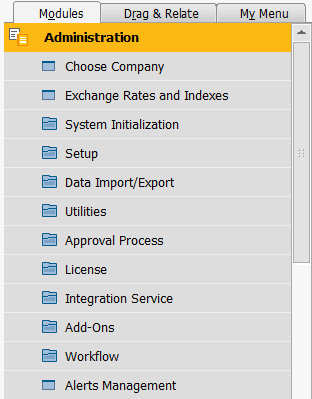 Modules Drag & Relate My Menu
Administration
Choose Company
Exchange Rates and Indexes
System Initialization
Setup
Data Import/Export
Utilities
Approval Process
License
Integration Service
Add-Ons
Workflow
Alerts Management